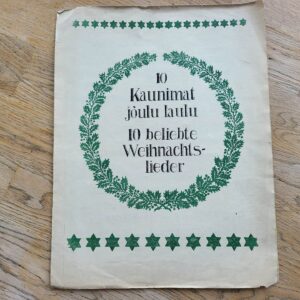 10
Kaunimat
jõulu laulu
10 beliebte
Weihnachts-
lieder